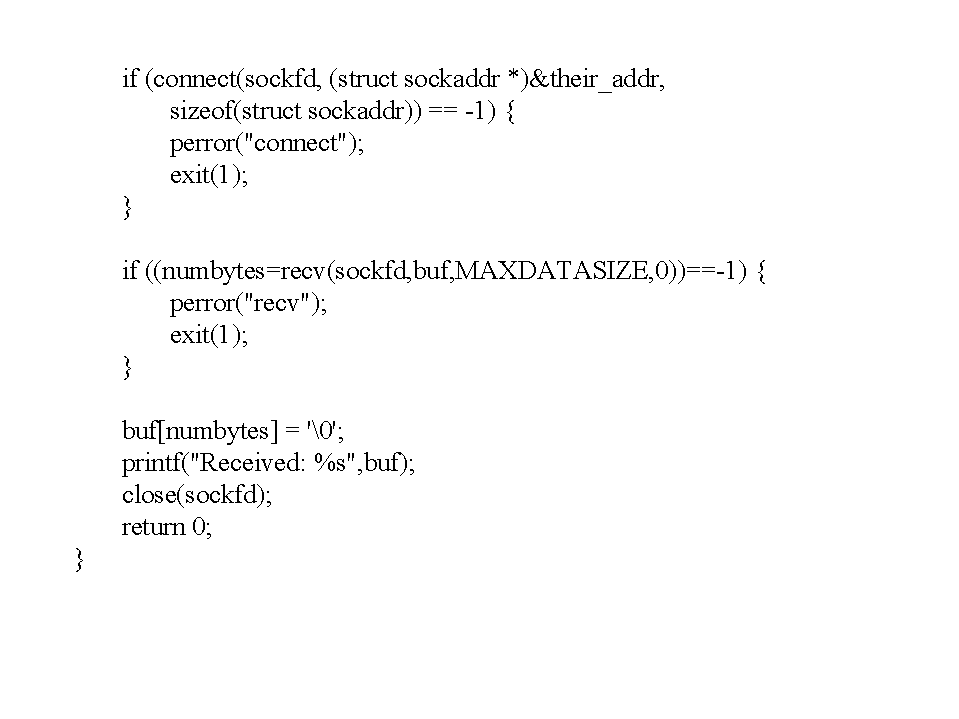 if (connect(sockfd, (struct sockaddr *)&their_addr,
sizeof(struct sockaddr)) == -1) {
perror("connect");
exit(1);
}
if ((numbytes=recv(sockfd,buf,MAXDATASIZE,0))==-1) {
perror("recv");
exit(1);
}
buf[numbytes] = '\0';
printf("Received: %s",buf);
close(sockfd);
return 0;
}